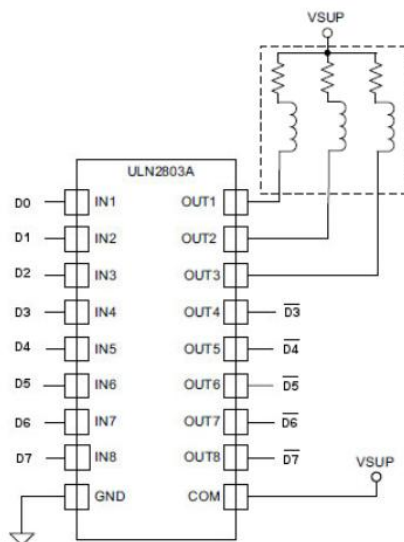 VSUP
ULN2803A
D0 IN1 OUT1
D1 IN2 OUT2
D2 IN3 OUT3
D3 IN4 OUT4 D̅3̅
D4 IN5 OUT5 D̅4̅
D5 IN6 OUT6 D̅5̅
D6 IN7 OUT7 D̅6̅
D7 IN8 OUT8 D̅7̅
VSUP
GND COM